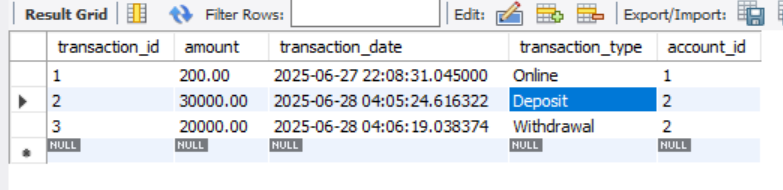 Result Grid Filter Rows: Edit: Export/Import:
transaction_id amount transaction_date transaction_type account_id
1 200.00 2025-06-27 22:08:31.045000 Online 1
2 30000.00 2025-06-28 04:05:24.616322 Deposit 2
3 20000.00 2025-06-28 04:06:19.038374 Withdrawal 2
NULL NULL NULL NULL NULL